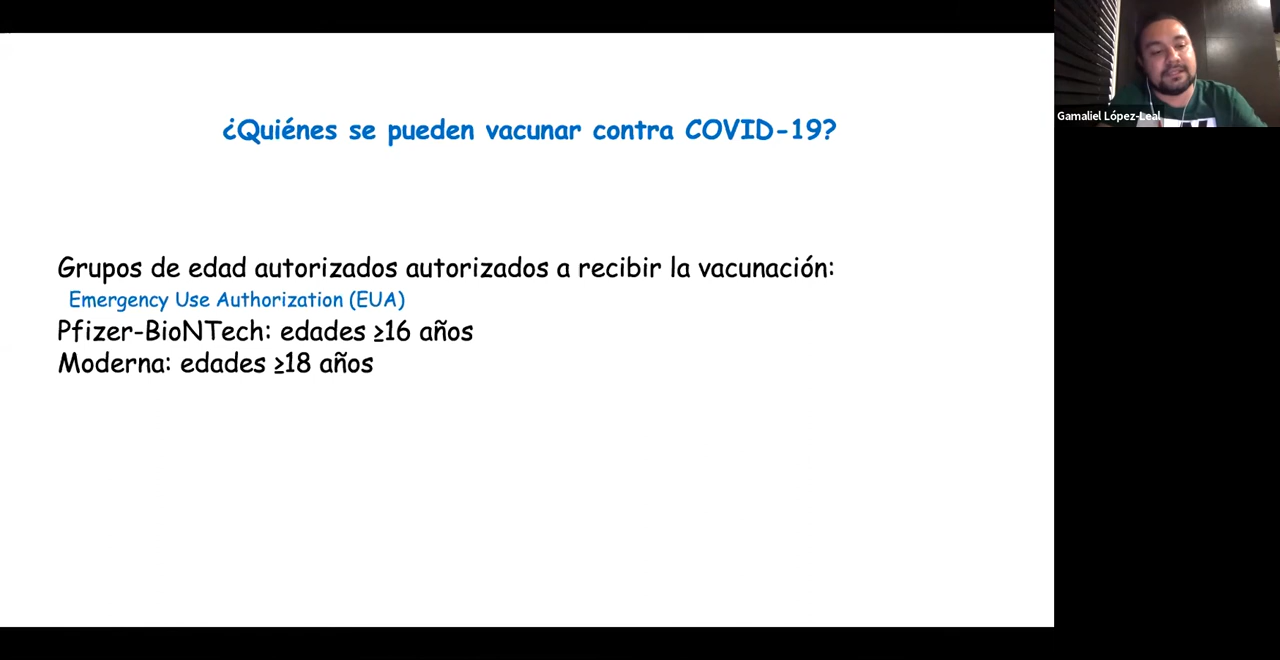 ¿Quiénes se pueden vacunar contra COVID-19?
Grupos de edad autorizados autorizados a recibir la vacunación:
Emergency Use Authorization (EUA)
Pfizer-BioNTech: edades ≥16 años
Moderna: edades ≥18 años
Gamaliel López-Leal